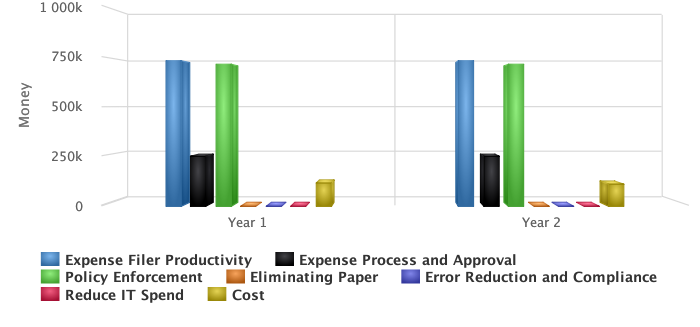 1 000k
750k
500k
250k
0
Money
Year 1
Year 2
Expense Filer Productivity
Expense Process and Approval
Policy Enforcement
Eliminating Paper
Error Reduction and Compliance
Reduce IT Spend
Cost